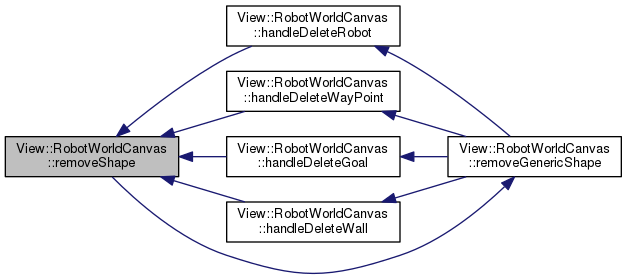 View::RobotWorldCanvas
::handleDeleteRobot
View::RobotWorldCanvas
::handleDeleteWayPoint
View::RobotWorldCanvas
::removeShape
View::RobotWorldCanvas
::handleDeleteGoal
View::RobotWorldCanvas
::removeGenericShape
View::RobotWorldCanvas
::handleDeleteWall